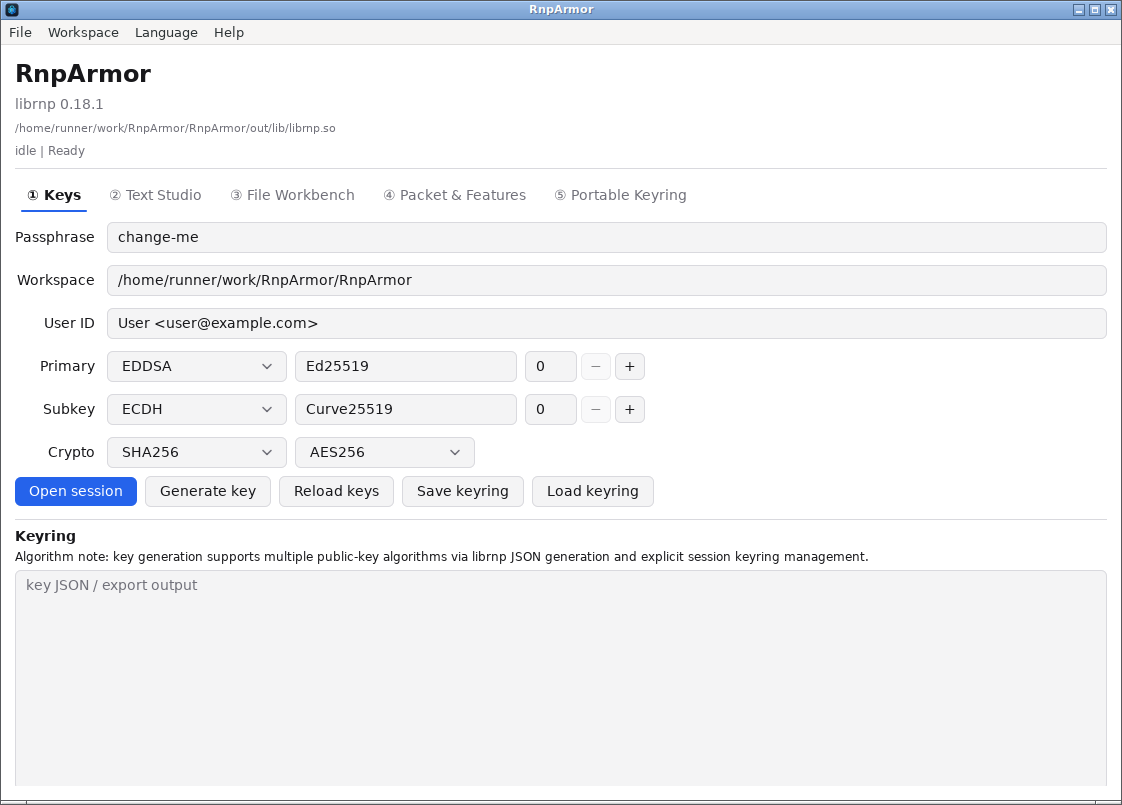 RnpArmor
File Workspace Language Help
RnpArmor
librnp 0.18.1
/home/runner/work/RnpArmor/RnpArmor/out/lib/librnp.so
idle | Ready
① Keys ② Text Studio ③ File Workbench ④ Packet & Features ⑤ Portable Keyring
Passphrase change-me
Workspace /home/runner/work/RnpArmor/RnpArmor
User ID User <user@example.com>
Primary EDDSA Ed25519 0 − +
Subkey ECDH Curve25519 0 − +
Crypto SHA256 AES256
Open session Generate key Reload keys Save keyring Load keyring
Keyring
Algorithm note: key generation supports multiple public-key algorithms via librnp JSON generation and explicit session keyring management.
key JSON / export output